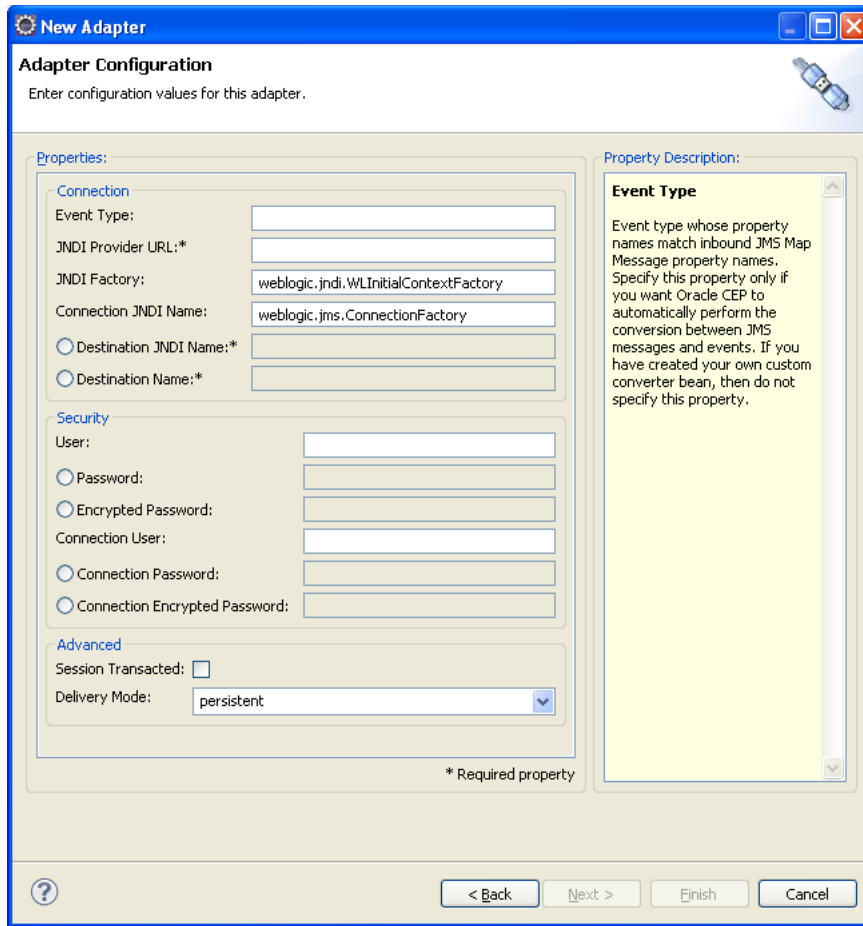 New Adapter
Adapter Configuration
Enter configuration values for this adapter.
Properties:
Connection
Event Type:
JNDI Provider URL:*
JNDI Factory: weblogic.jndi.WLInitialContextFactory
Connection JNDI Name: weblogic.jms.ConnectionFactory
Destination JNDI Name:*
Destination Name:*
Security
User:
Password:
Encrypted Password:
Connection User:
Connection Password:
Connection Encrypted Password:
Advanced
Session Transacted:
Delivery Mode: persistent
* Required property
Property Description:
Event Type
Event type whose property
names match inbound JMS Map
Message property names.
Specify this property only if
you want Oracle CEP to
automatically perform the
conversion between JMS
messages and events. If you
have created your own custom
converter bean, then do not
specify this property.
?
< Back
Next >
Finish
Cancel